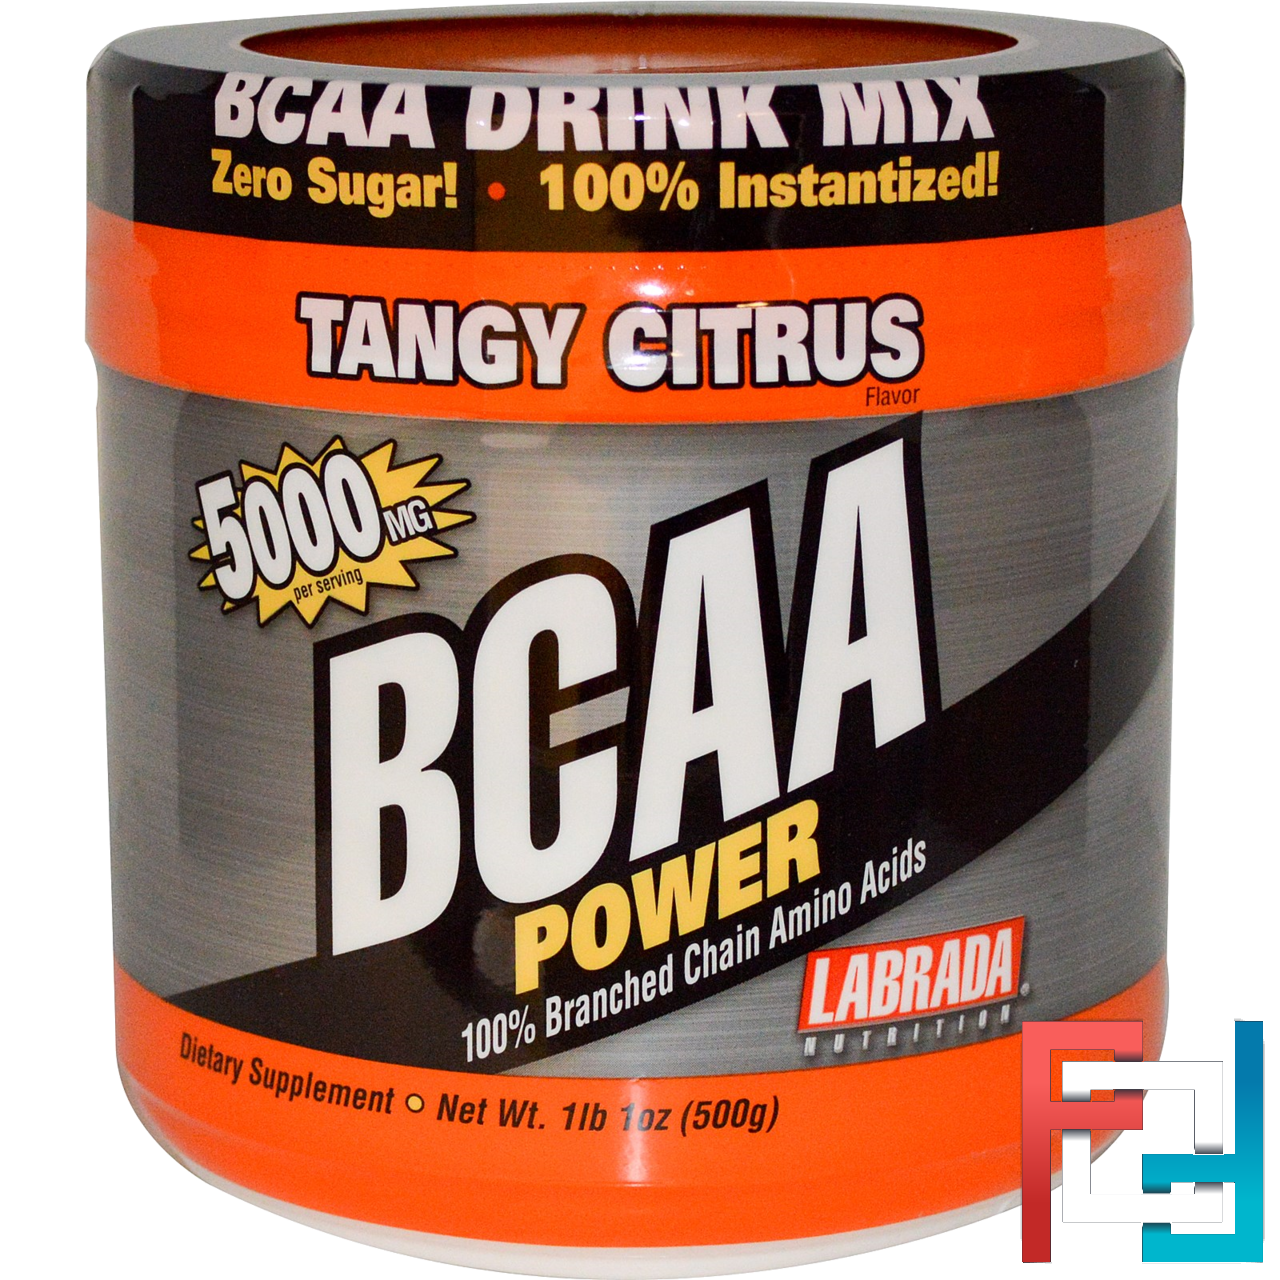 BCAA DRINK MIX
Zero Sugar! • 100% Instantized!
TANGY CITRUS
Flavor
5000 MG
per serving
BCAA
POWER
100% Branched Chain Amino Acids
LABRADA®
NUTRITION
Dietary Supplement • Net Wt. 1lb 1oz (500g)